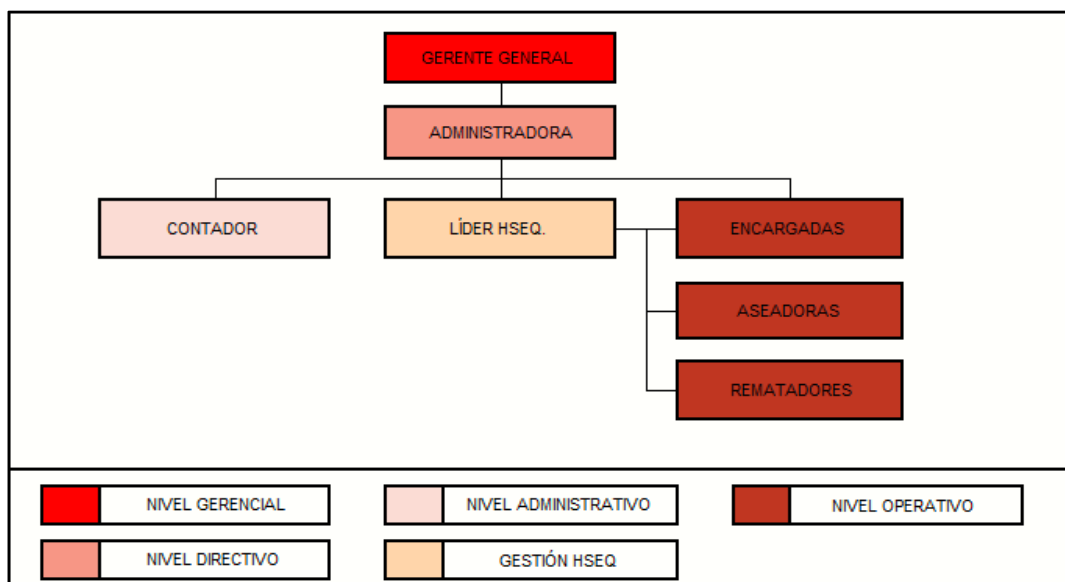 GERENTE GENERAL
ADMINISTRADORA
CONTADOR
LÍDER HSEQ.
ENCARGADAS
ASEADORAS
REMATADORES
NIVEL GERENCIAL
NIVEL ADMINISTRATIVO
NIVEL OPERATIVO
NIVEL DIRECTIVO
GESTIÓN HSEQ